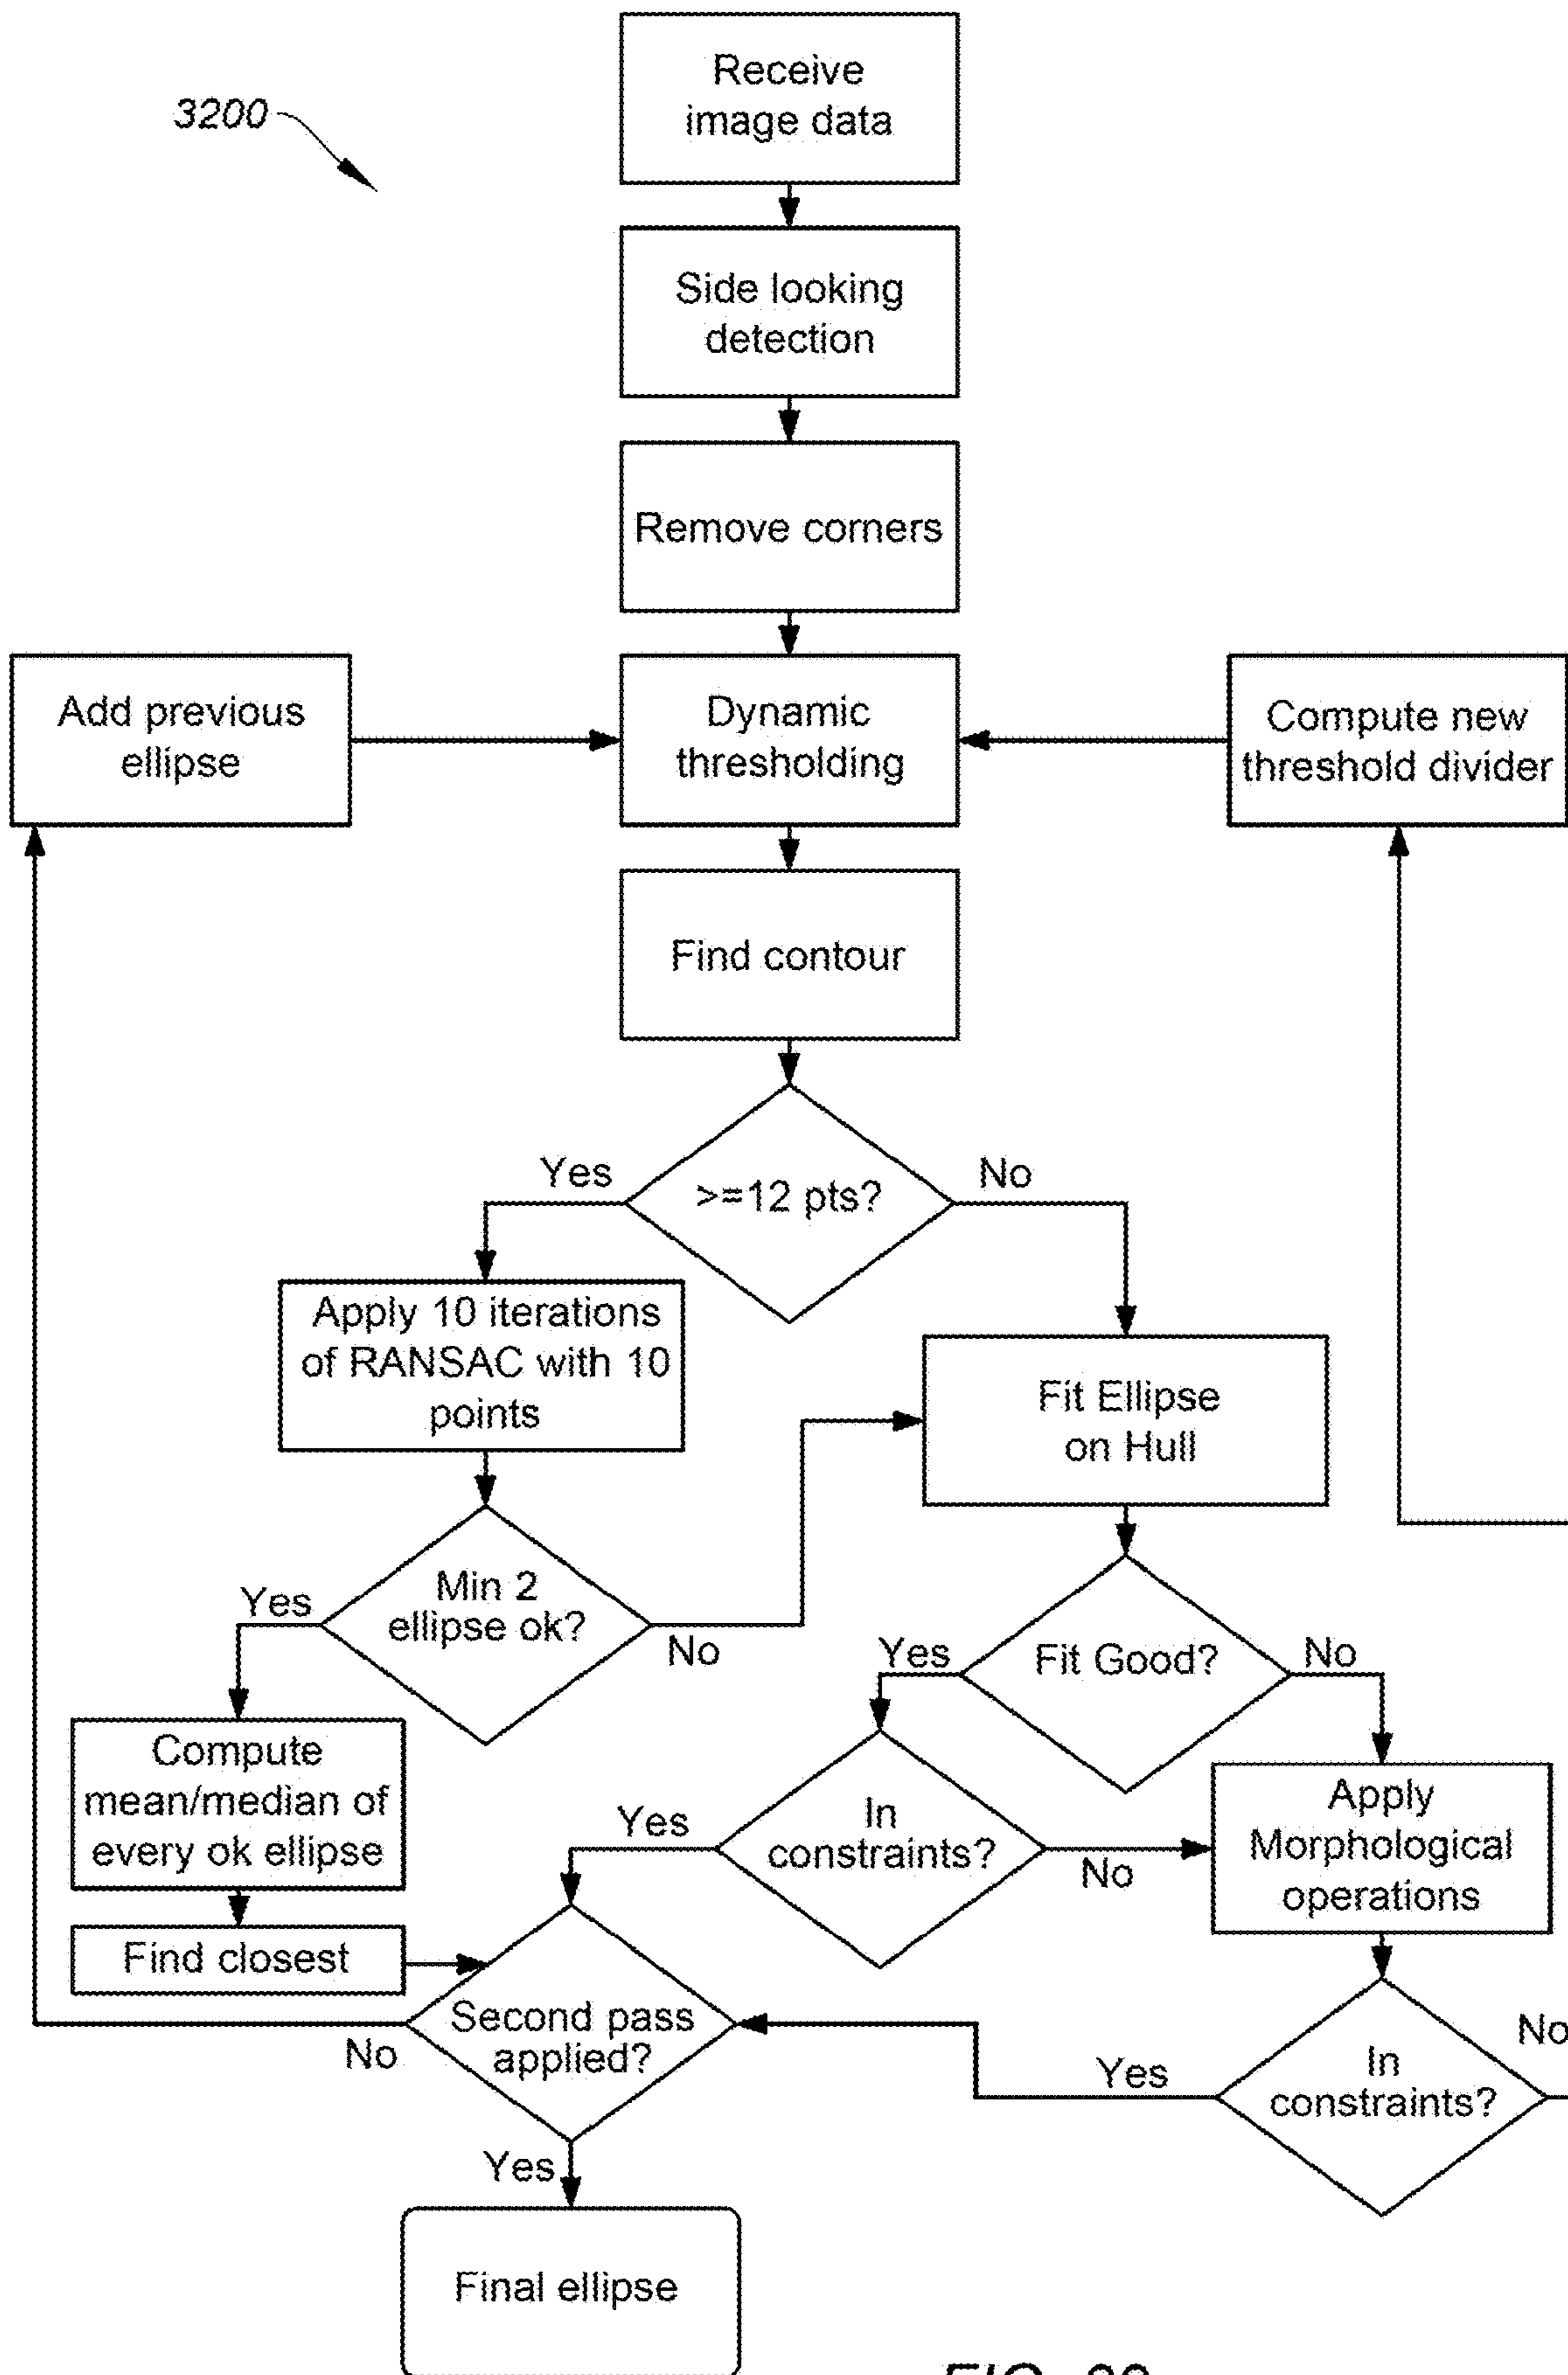 Receive
image data
3200
Side looking
detection
Remove corners
Add previous
ellipse
Dynamic
thresholding
Compute new
threshold divider
Find contour
Yes
>=12 pts?
No
Apply 10 iterations
of RANSAC with 10
points
Fit Ellipse
on Hull
Yes
Min 2
ellipse ok?
No
Yes
Fit Good?
No
Compute
mean/median of
every ok ellipse
Yes
In
constraints?
No
Apply
Morphological
operations
Find closest
Second pass
applied?
No
Yes
In
constraints?
No
Yes
Final ellipse